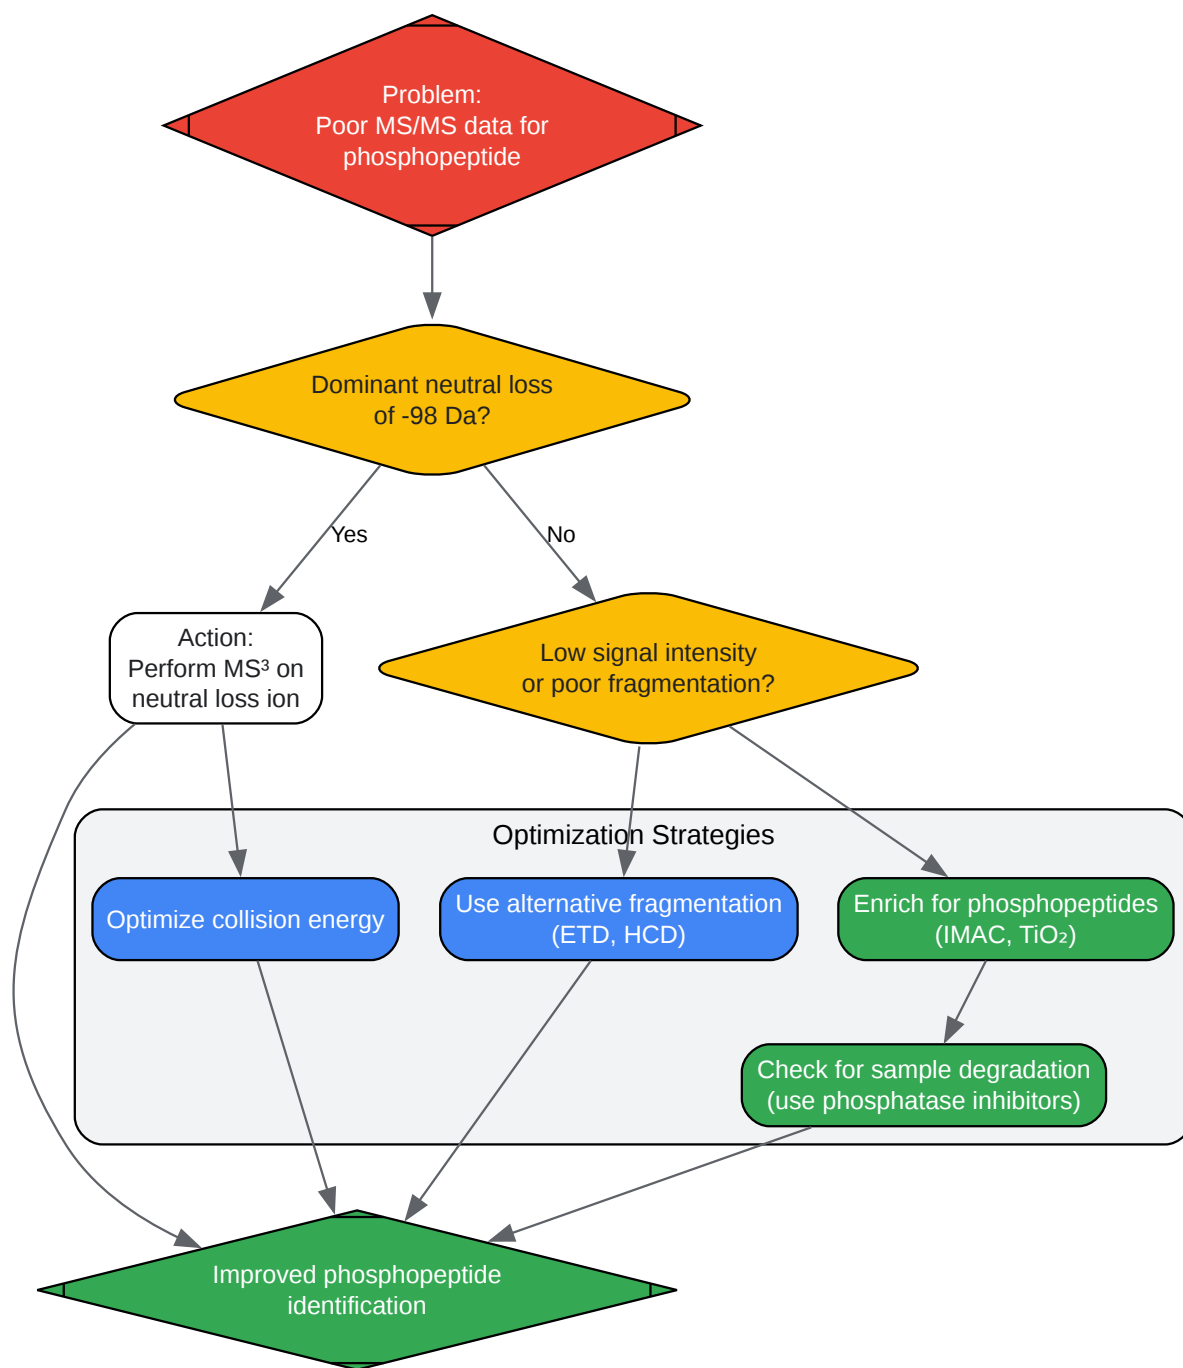 Problem:
Poor MS/MS data for
phosphopeptide
Dominant neutral loss
of -98 Da?
Yes
No
Action:
Perform MS³ on
neutral loss ion
Low signal intensity
or poor fragmentation?
Optimization Strategies
Optimize collision energy
Use alternative fragmentation
(ETD, HCD)
Enrich for phosphopeptides
(IMAC, TiO₂)
Check for sample degradation
(use phosphatase inhibitors)
Improved phosphopeptide
identification